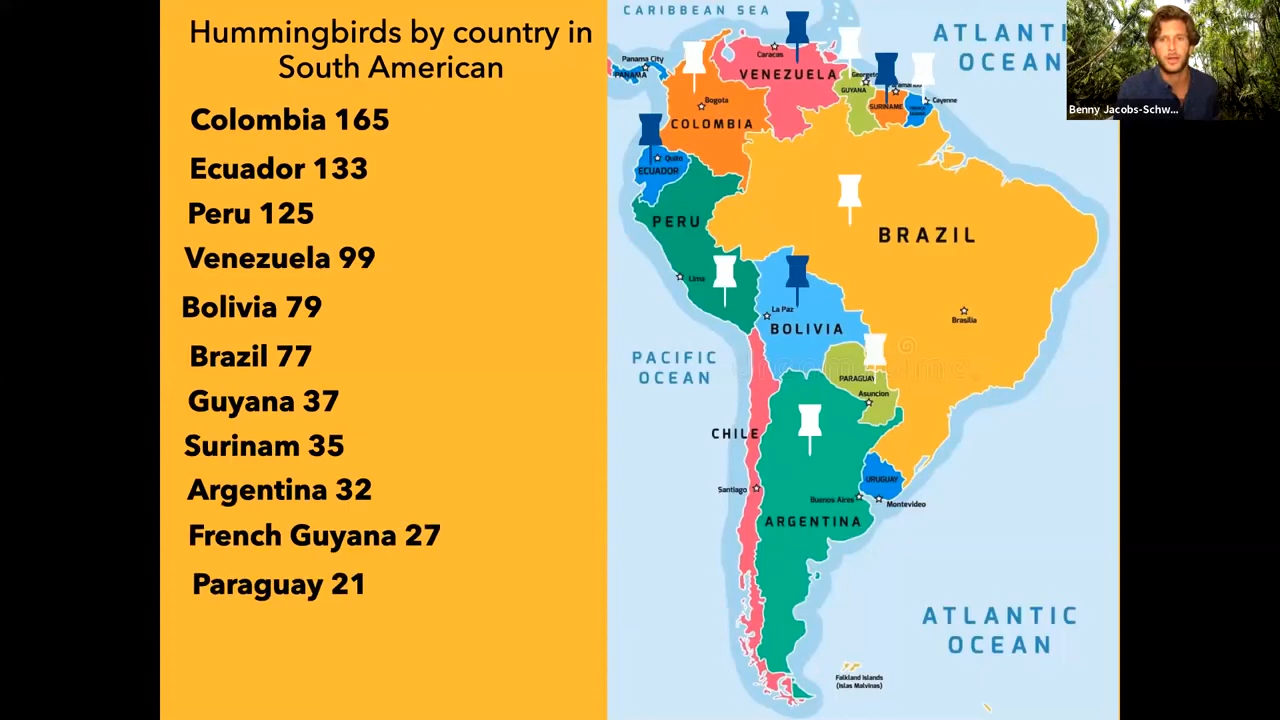 Hummingbirds by country in
South American
Colombia 165
Ecuador 133
Peru 125
Venezuela 99
Bolivia 79
Brazil 77
Guyana 37
Surinam 35
Argentina 32
French Guyana 27
Paraguay 21
CARIBBEAN SEA
ATLANTI
OCEAN
Benny Jacobs-Schw...
Panama City
PANAMA
Caracas
VENEZUELA
GUYANA
SURINAME
Cayenne
Bogota
COLOMBIA
Quito
ECUADOR
PERU
Lima
BRAZIL
Brasilia
La Paz
BOLIVIA
PACIFIC
OCEAN
PARAGUAY
Asuncion
CHILE
Santiago
URUGUAY
Buenos Aires
Montevideo
ARGENTINA
ATLANTIC
OCEAN
Falkland Islands
(Islas Malvinas)